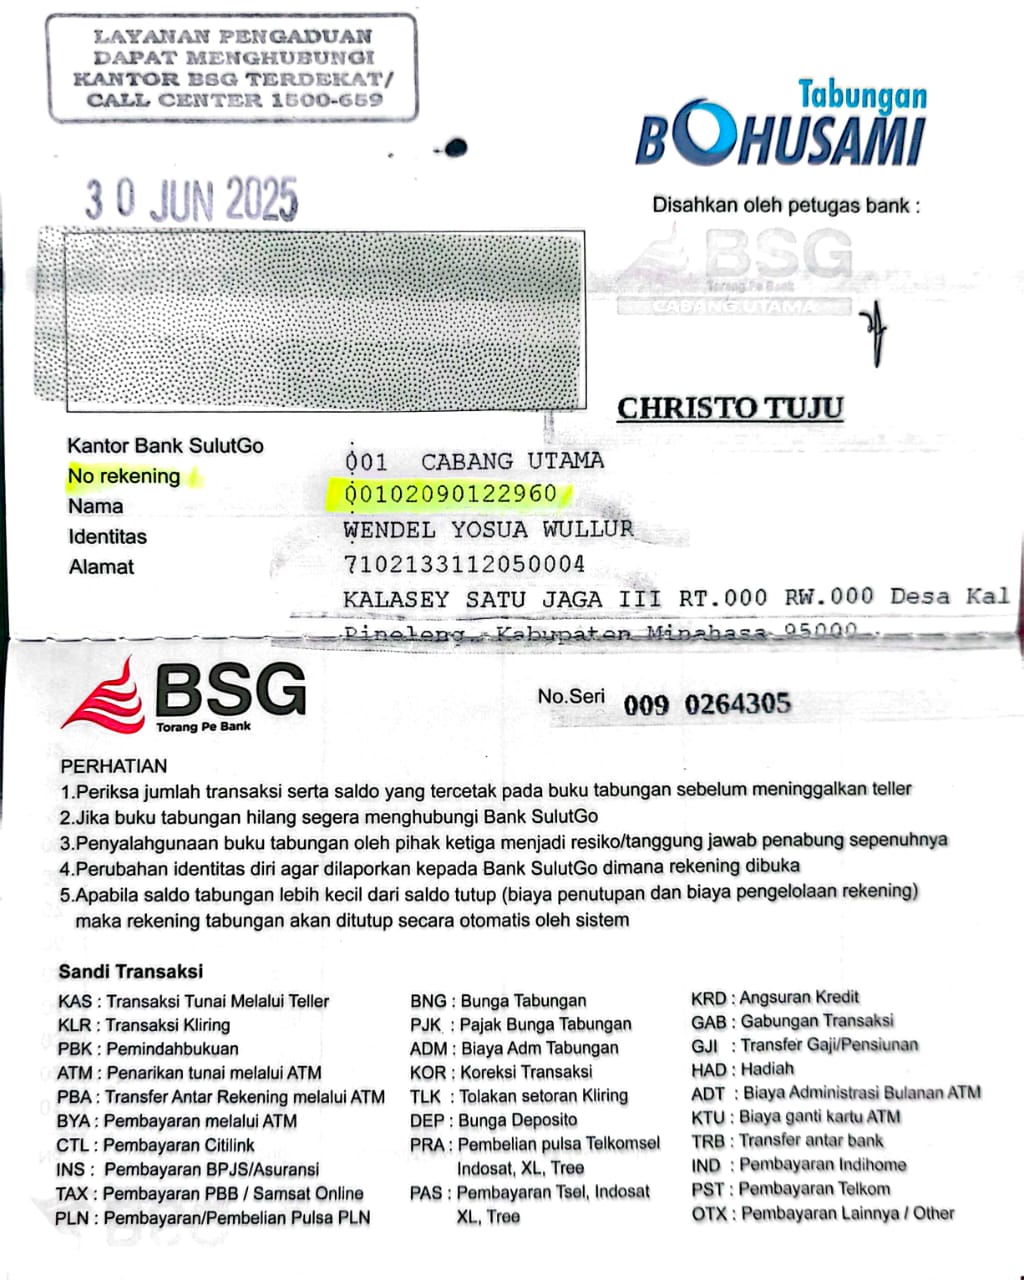 LAYANAN PENGADUAN
DAPAT MENGHUBUNGI
KANTOR BSG TERDEKAT/
CALL CENTER 1500-659
Tabungan
BOHUSAMI
30 JUN 2025
Disahkan oleh petugas bank :
BSG
Torang Pe Bank
CABANG UTAMA
CHRISTO TUJU
Kantor Bank SulutGo : 001 CABANG UTAMA
No rekening : 00102090122960
Nama : WENDEL YOSUA WULLUR
Identitas 7102133112050004
Alamat KALASEY SATU JAGA III RT.000 RW.000 Desa Kal
Pineleng, Kabupaten Minahasa 95000
BSG
Torang Pe Bank
No.Seri 009 0264305
PERHATIAN
1.Periksa jumlah transaksi serta saldo yang tercetak pada buku tabungan sebelum meninggalkan teller
2.Jika buku tabungan hilang segera menghubungi Bank SulutGo
3.Penyalahgunaan buku tabungan oleh pihak ketiga menjadi resiko/tanggung jawab penabung sepenuhnya
4.Perubahan identitas diri agar dilaporkan kepada Bank SulutGo dimana rekening dibuka
5.Apabila saldo tabungan lebih kecil dari saldo tutup (biaya penutupan dan biaya pengelolaan rekening)
maka rekening tabungan akan ditutup secara otomatis oleh sistem
Sandi Transaksi
KAS : Transaksi Tunai Melalui Teller
KLR : Transaksi Kliring
PBK : Pemindahbukuan
ATM : Penarikan tunai melalui ATM
PBA : Transfer Antar Rekening melalui ATM
BYA : Pembayaran melalui ATM
CTL : Pembayaran Citilink
INS : Pembayaran BPJS/Asuransi
TAX : Pembayaran PBB / Samsat Online
PLN : Pembayaran/Pembelian Pulsa PLN
BNG : Bunga Tabungan
PJK : Pajak Bunga Tabungan
ADM : Biaya Adm Tabungan
KOR : Koreksi Transaksi
TLK : Tolakan setoran Kliring
DEP : Bunga Deposito
PRA : Pembelian pulsa Telkomsel
Indosat, XL, Tree
PAS : Pembayaran Tsel, Indosat
XL, Tree
KRD : Angsuran Kredit
GAB : Gabungan Transaksi
GJI : Transfer Gaji/Pensiunan
HAD : Hadiah
ADT : Biaya Administrasi Bulanan ATM
KTU : Biaya ganti kartu ATM
TRB : Transfer antar bank
IND : Pembayaran Indihome
PST : Pembayaran Telkom
OTX : Pembayaran Lainnya / Other